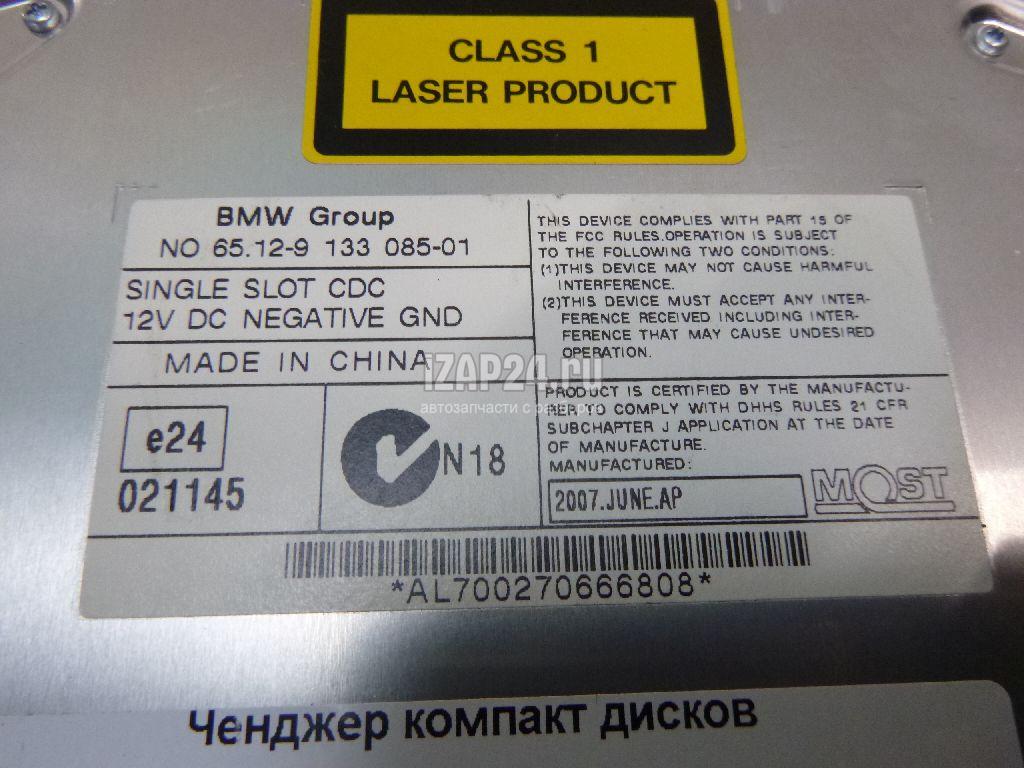 CLASS 1
LASER PRODUCT
BMW Group
NO 65.12-9 133 085-01
SINGLE SLOT CDC
12V DC NEGATIVE GND
MADE IN CHINA
e24
021145
N18
THIS DEVICE COMPLIES WITH PART 15 OF
THE FCC RULES.OPERATION IS SUBJECT
TO THE FOLLOWING TWO CONDITIONS:
(1)THIS DEVICE MAY NOT CAUSE HARMFUL
INTERFERENCE.
(2)THIS DEVICE MUST ACCEPT ANY INTER-
FERENCE RECEIVED INCLUDING INTER-
FERENCE THAT MAY CAUSE UNDESIRED
OPERATION.
PRODUCT IS CERTIFIED BY THE MANUFACTU-
RER TO COMPLY WITH DHHS RULES 21 CFR
SUBCHAPTER J APPLICATION AT THE DATE
OF MANUFACTURE.
MANUFACTURED:
2007.JUNE.AP
MOST
*AL700270666808*
iZAP24.ru
автозапчасти с
Ченджер компакт дисков